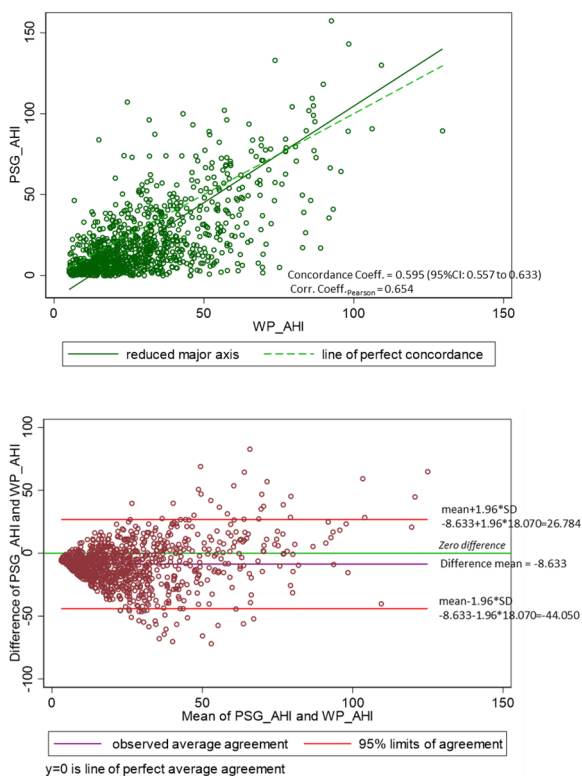 150
100
50
0
PSG_AHI
Concordance Coeff. = 0.595 (95%CI: 0.557 to 0.633)
Corr. Coeff.Pearson = 0.654
0 50 100 150
WP_AHI
reduced major axis line of perfect concordance
100
50
0
-50
-100
Difference of PSG_AHI and WP_AHI
mean+1.96*SD
-8.633+1.96*18.070=26.784
Zero difference
Difference mean = -8.633
mean-1.96*SD
-8.633-1.96*18.070=-44.050
0 50 100 150
Mean of PSG_AHI and WP_AHI
observed average agreement 95% limits of agreement
y=0 is line of perfect average agreement